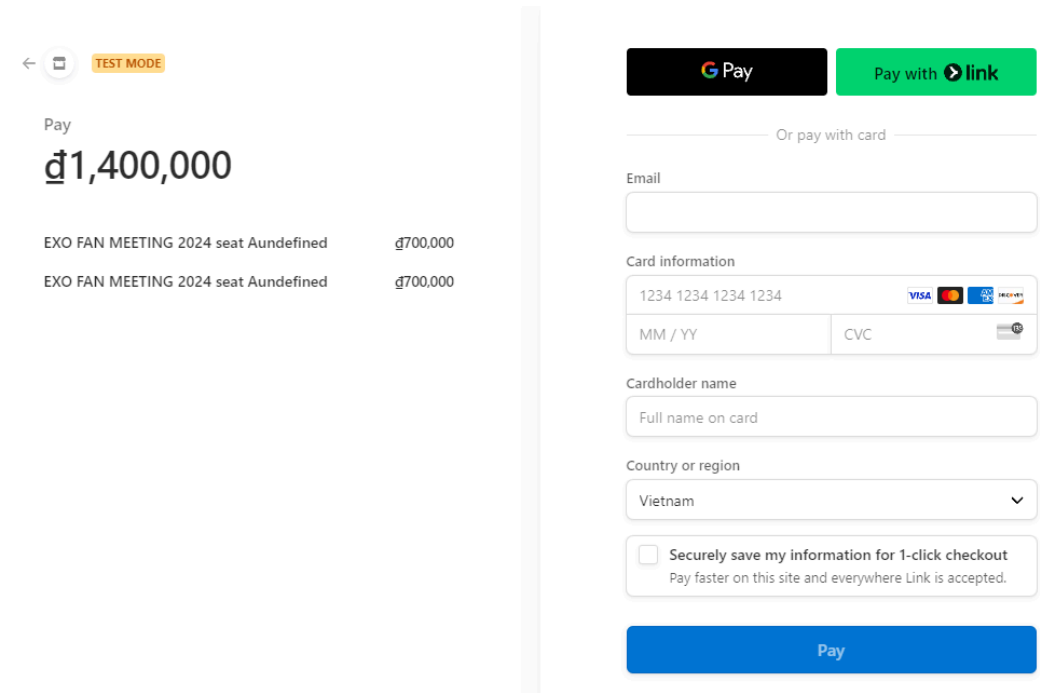 TEST MODE
Pay
₫1,400,000
EXO FAN MEETING 2024 seat Aundefined ₫700,000
EXO FAN MEETING 2024 seat Aundefined ₫700,000
G Pay
Pay with link
Or pay with card
Email
Card information
1234 1234 1234 1234 VISA AMEX DISCOVER
MM / YY
CVC
135
Cardholder name
Full name on card
Country or region
Vietnam
Securely save my information for 1-click checkout
Pay faster on this site and everywhere Link is accepted.
Pay